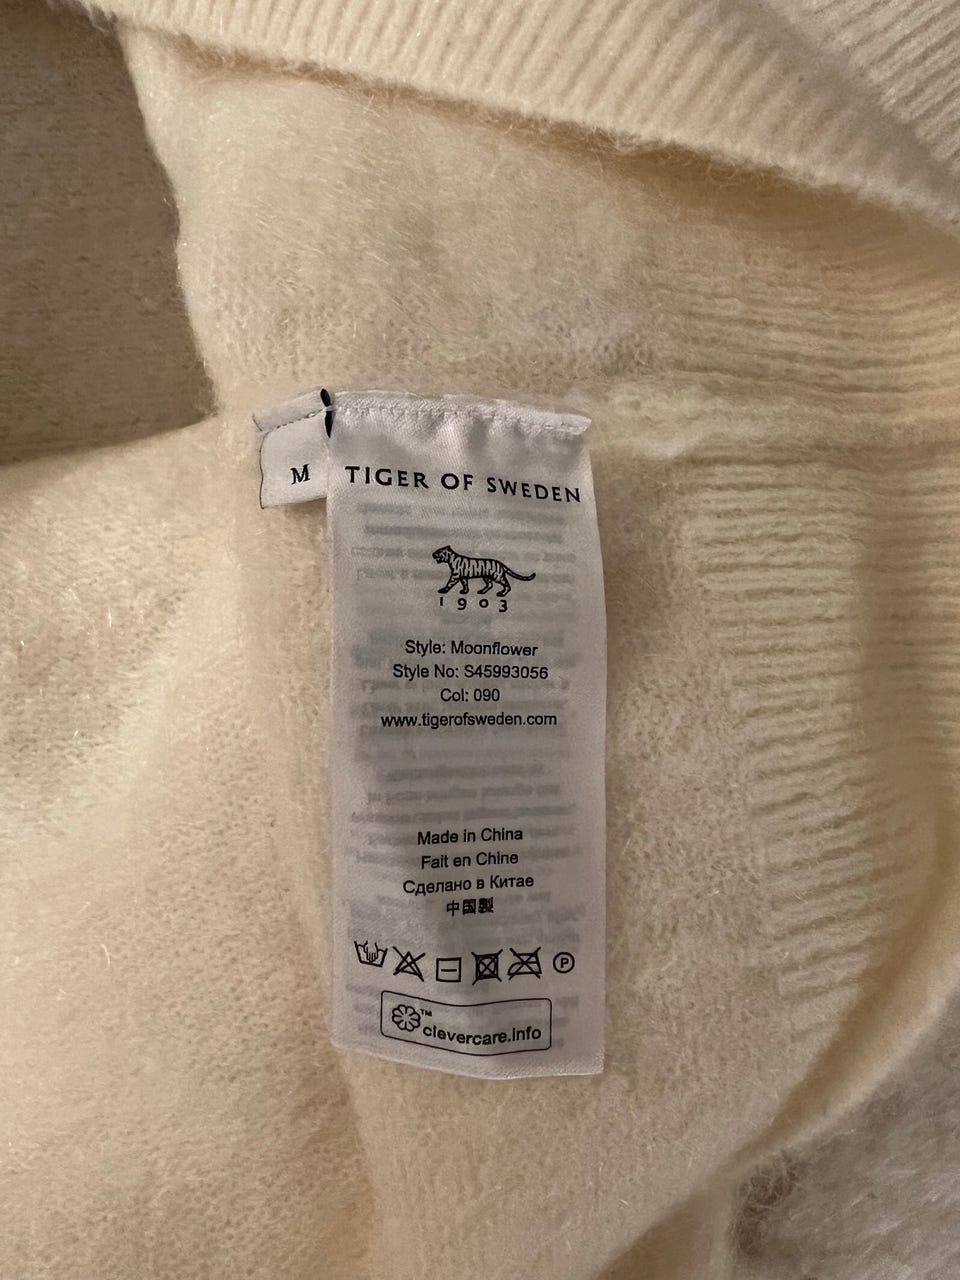 M
TIGER OF SWEDEN
1903
Style: Moonflower
Style No: S45993056
Col: 090
www.tigerofsweden.com
Made in China
Fait en Chine
Сделано в Китае
中国製
P
™
clevercare.info